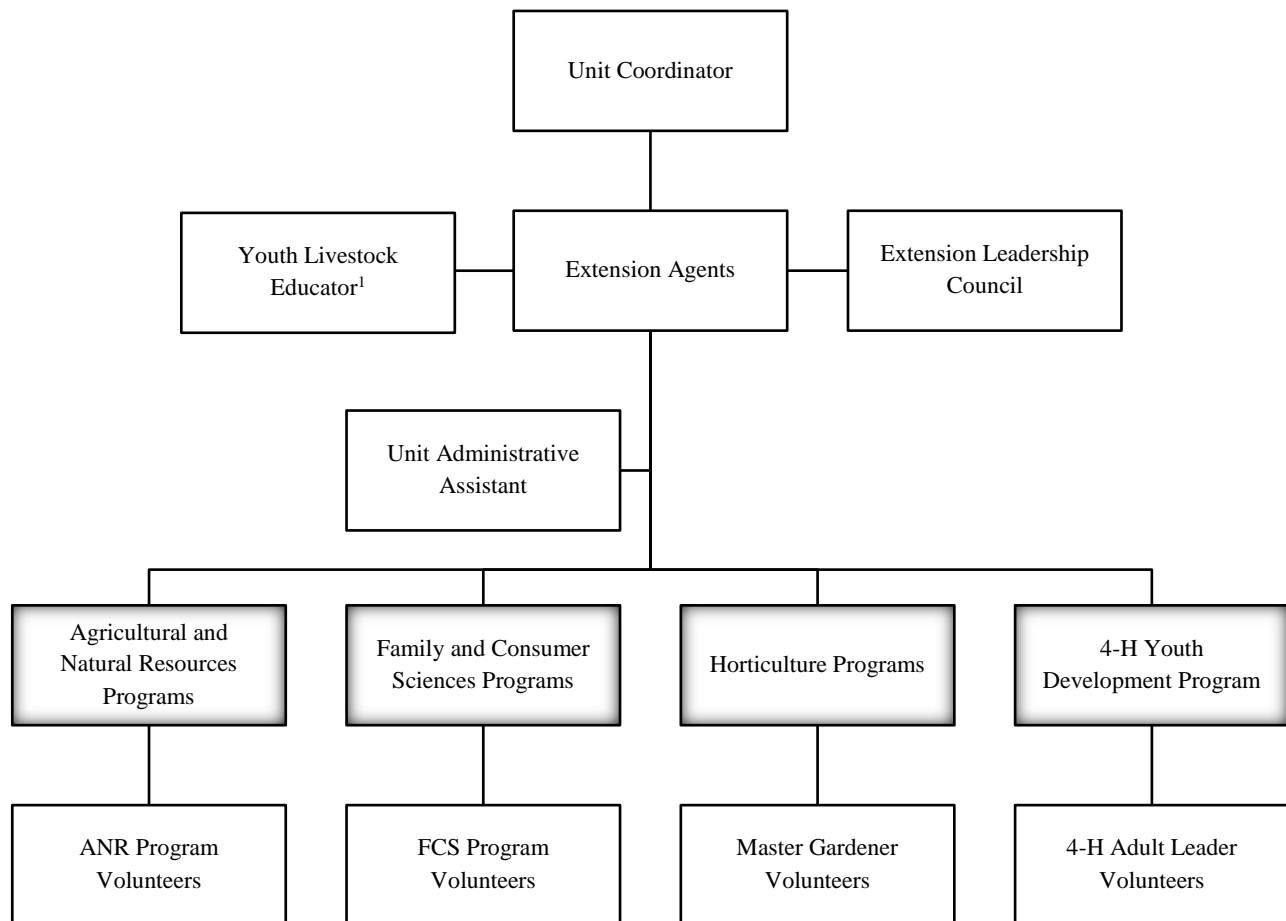 Unit Coordinator
Youth Livestock
Educator¹
Extension Agents
Extension Leadership
Council
Unit Administrative
Assistant
Agricultural and
Natural Resources
Programs
Family and Consumer
Sciences Programs
Horticulture Programs
4-H Youth
Development Program
ANR Program
Volunteers
FCS Program
Volunteers
Master Gardener
Volunteers
4-H Adult Leader
Volunteers